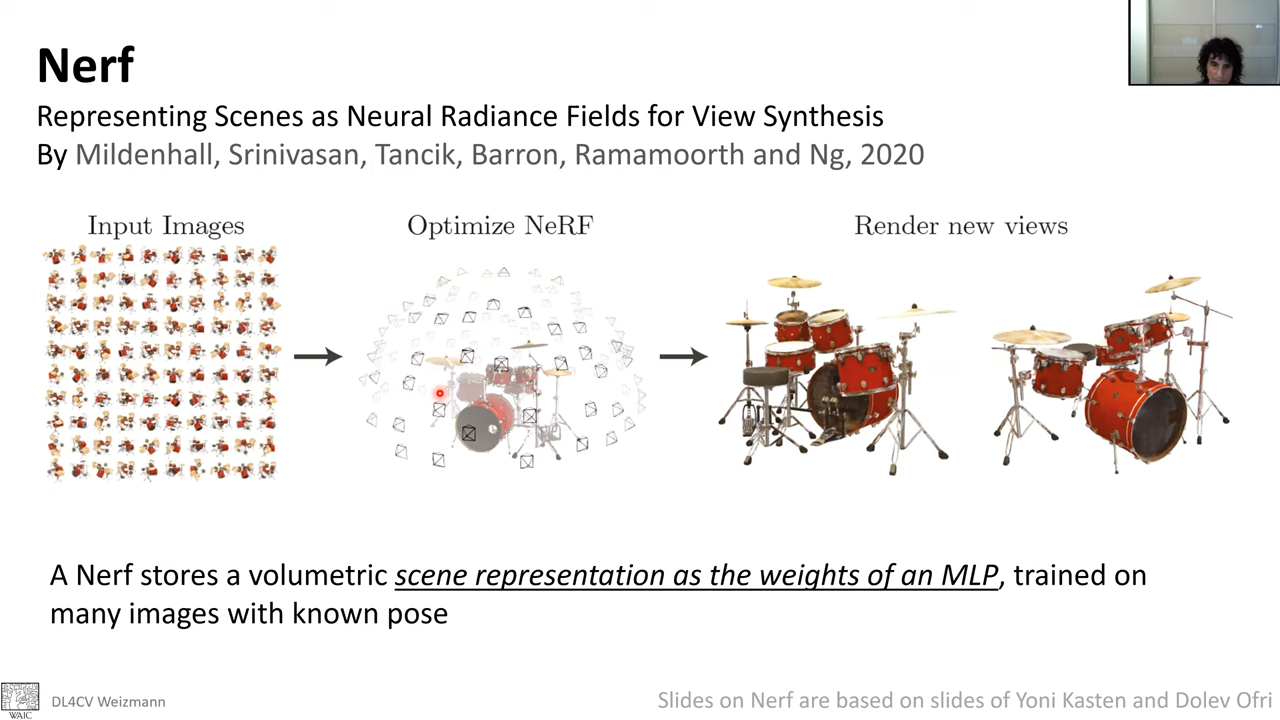 Nerf
Representing Scenes as Neural Radiance Fields for View Synthesis
By Mildenhall, Srinivasan, Tancik, Barron, Ramamoorth and Ng, 2020
Input Images
Optimize NeRF
Render new views
A Nerf stores a volumetric scene representation as the weights of an MLP, trained on
many images with known pose
WAIC
DL4CV Weizmann
Slides on Nerf are based on slides of Yoni Kasten and Dolev Ofri